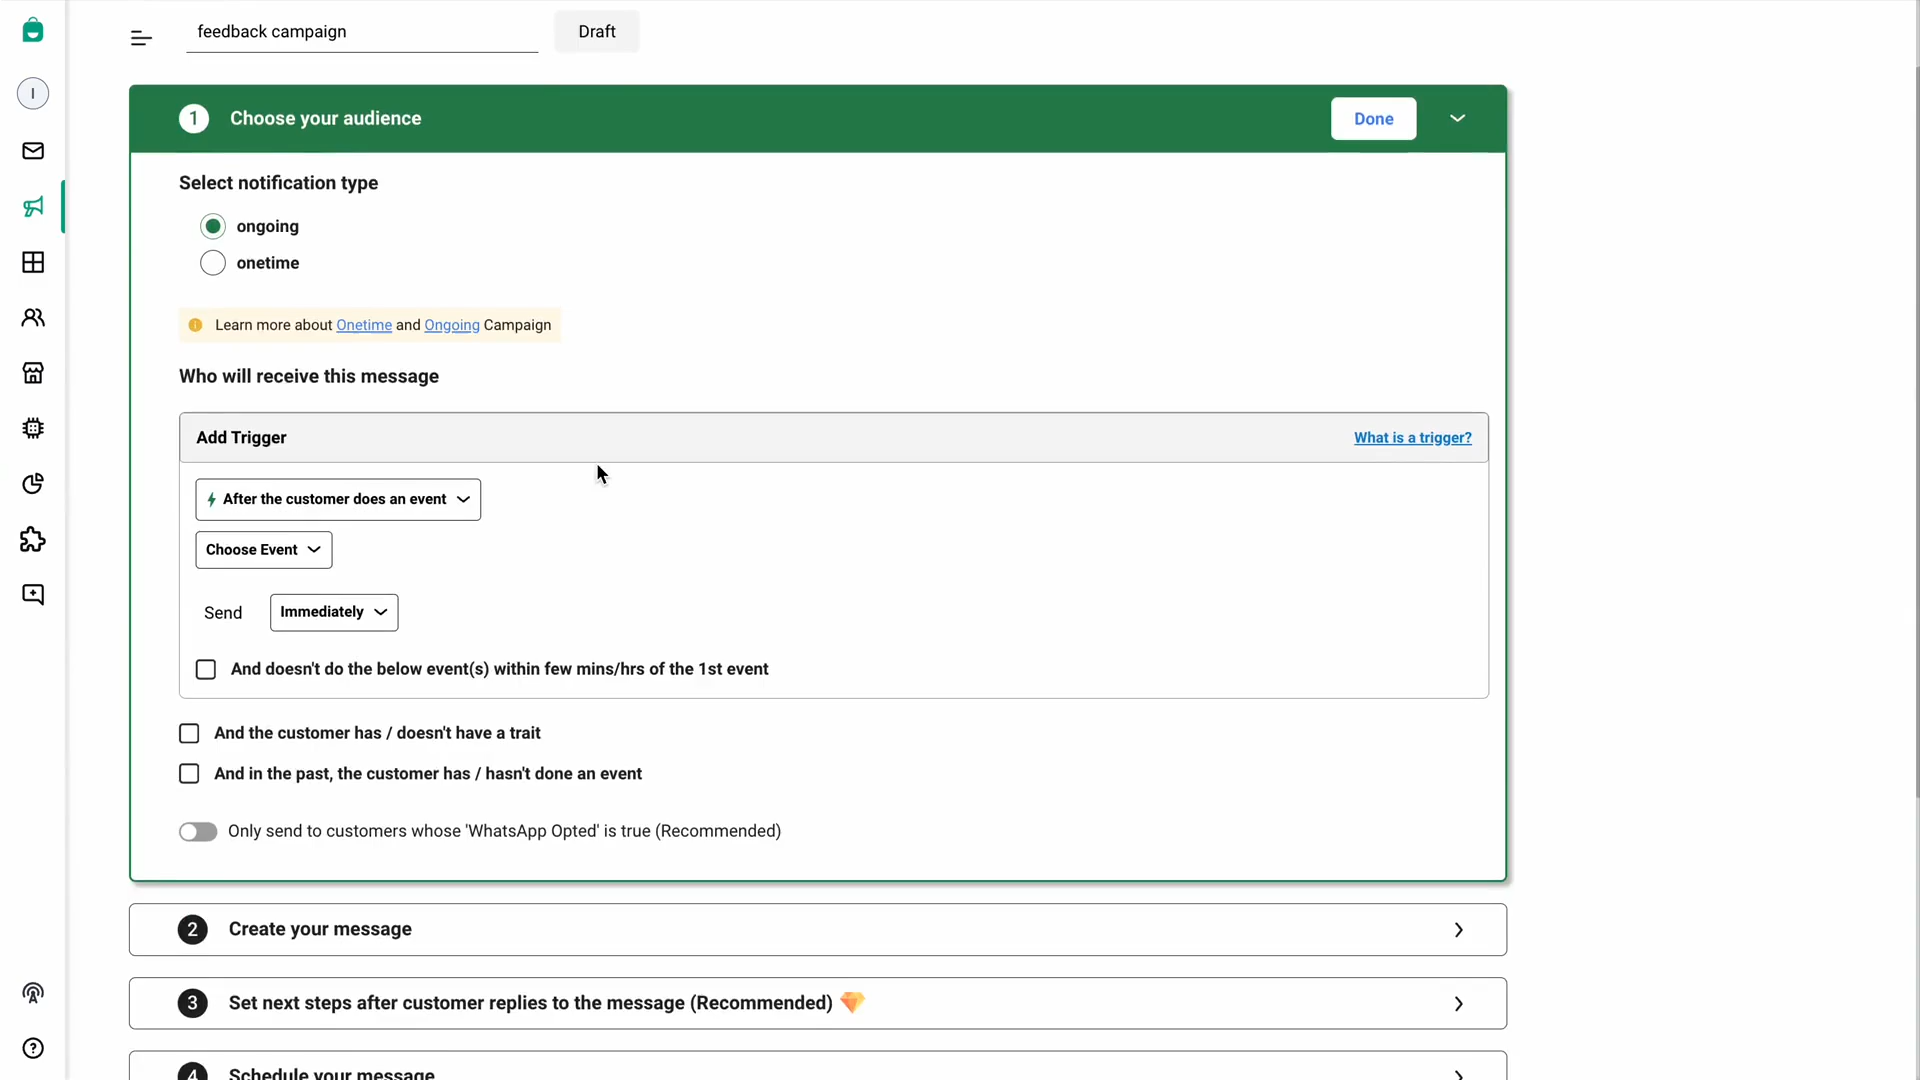 feedback campaign
Draft
I
1 Choose your audience
Done
Select notification type
ongoing
onetime
Learn more about Onetime and Ongoing Campaign
Who will receive this message
Add Trigger
What is a trigger?
After the customer does an event
Choose Event
Send Immediately
And doesn't do the below event(s) within few mins/hrs of the 1st event
And the customer has / doesn't have a trait
And in the past, the customer has / hasn't done an event
Only send to customers whose 'WhatsApp Opted' is true (Recommended)
2 Create your message
3 Set next steps after customer replies to the message (Recommended)
4 Schedule your message